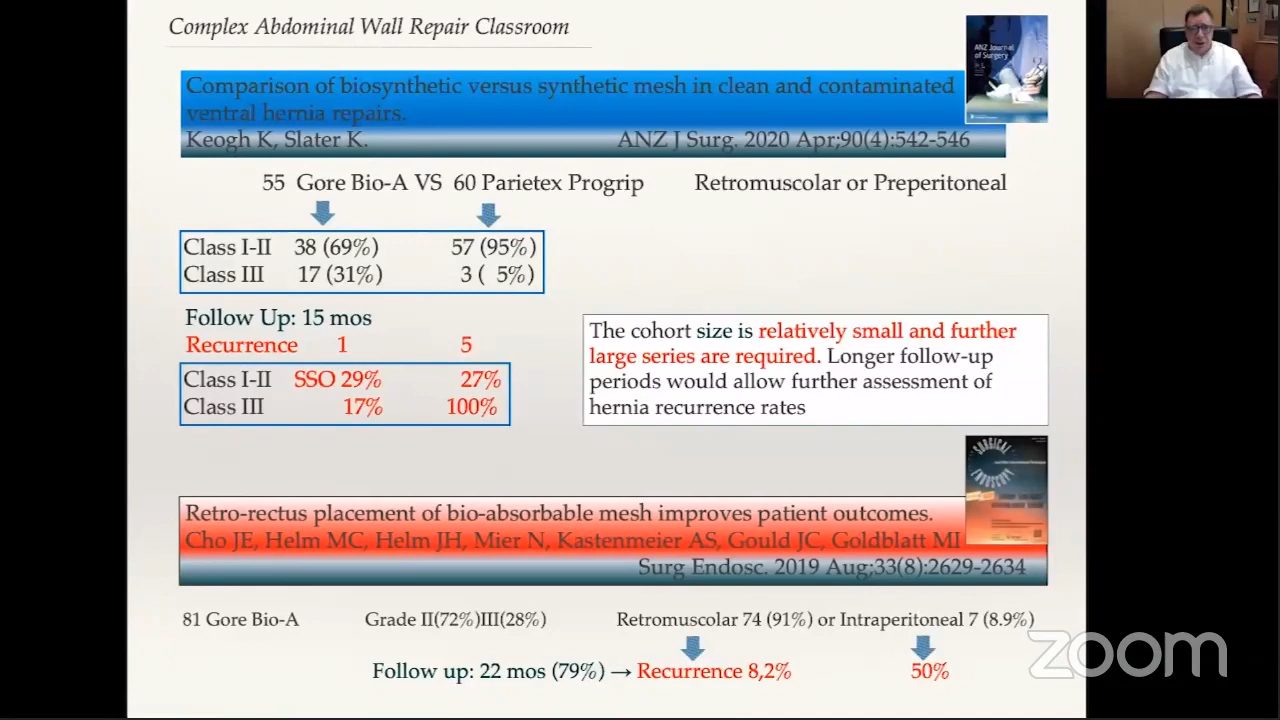 Complex Abdominal Wall Repair Classroom
ANZ Journal
of Surgery
Comparison of biosynthetic versus synthetic mesh in clean and contaminated
ventral hernia repairs.
Keogh K, Slater K. ANZ J Surg. 2020 Apr;90(4):542-546
55 Gore Bio-A VS 60 Parietex Progrip Retromuscolar or Preperitoneal
Class I-II 38 (69%) 57 (95%)
Class III 17 (31%) 3 ( 5%)
Follow Up: 15 mos
Recurrence 1 5
Class I-II SSO 29% 27%
Class III 17% 100%
The cohort size is relatively small and further
large series are required. Longer follow-up
periods would allow further assessment of
hernia recurrence rates
SURGICAL
ENDOSCOPY
Retro-rectus placement of bio-absorbable mesh improves patient outcomes.
Cho JE, Helm MC, Helm JH, Mier N, Kastenmeier AS, Gould JC, Goldblatt MI
Surg Endosc. 2019 Aug;33(8):2629-2634
81 Gore Bio-A Grade II(72%)III(28%) Retromuscolar 74 (91%) or Intraperitoneal 7 (8.9%)
Follow up: 22 mos (79%) → Recurrence 8,2% 50%
zoom